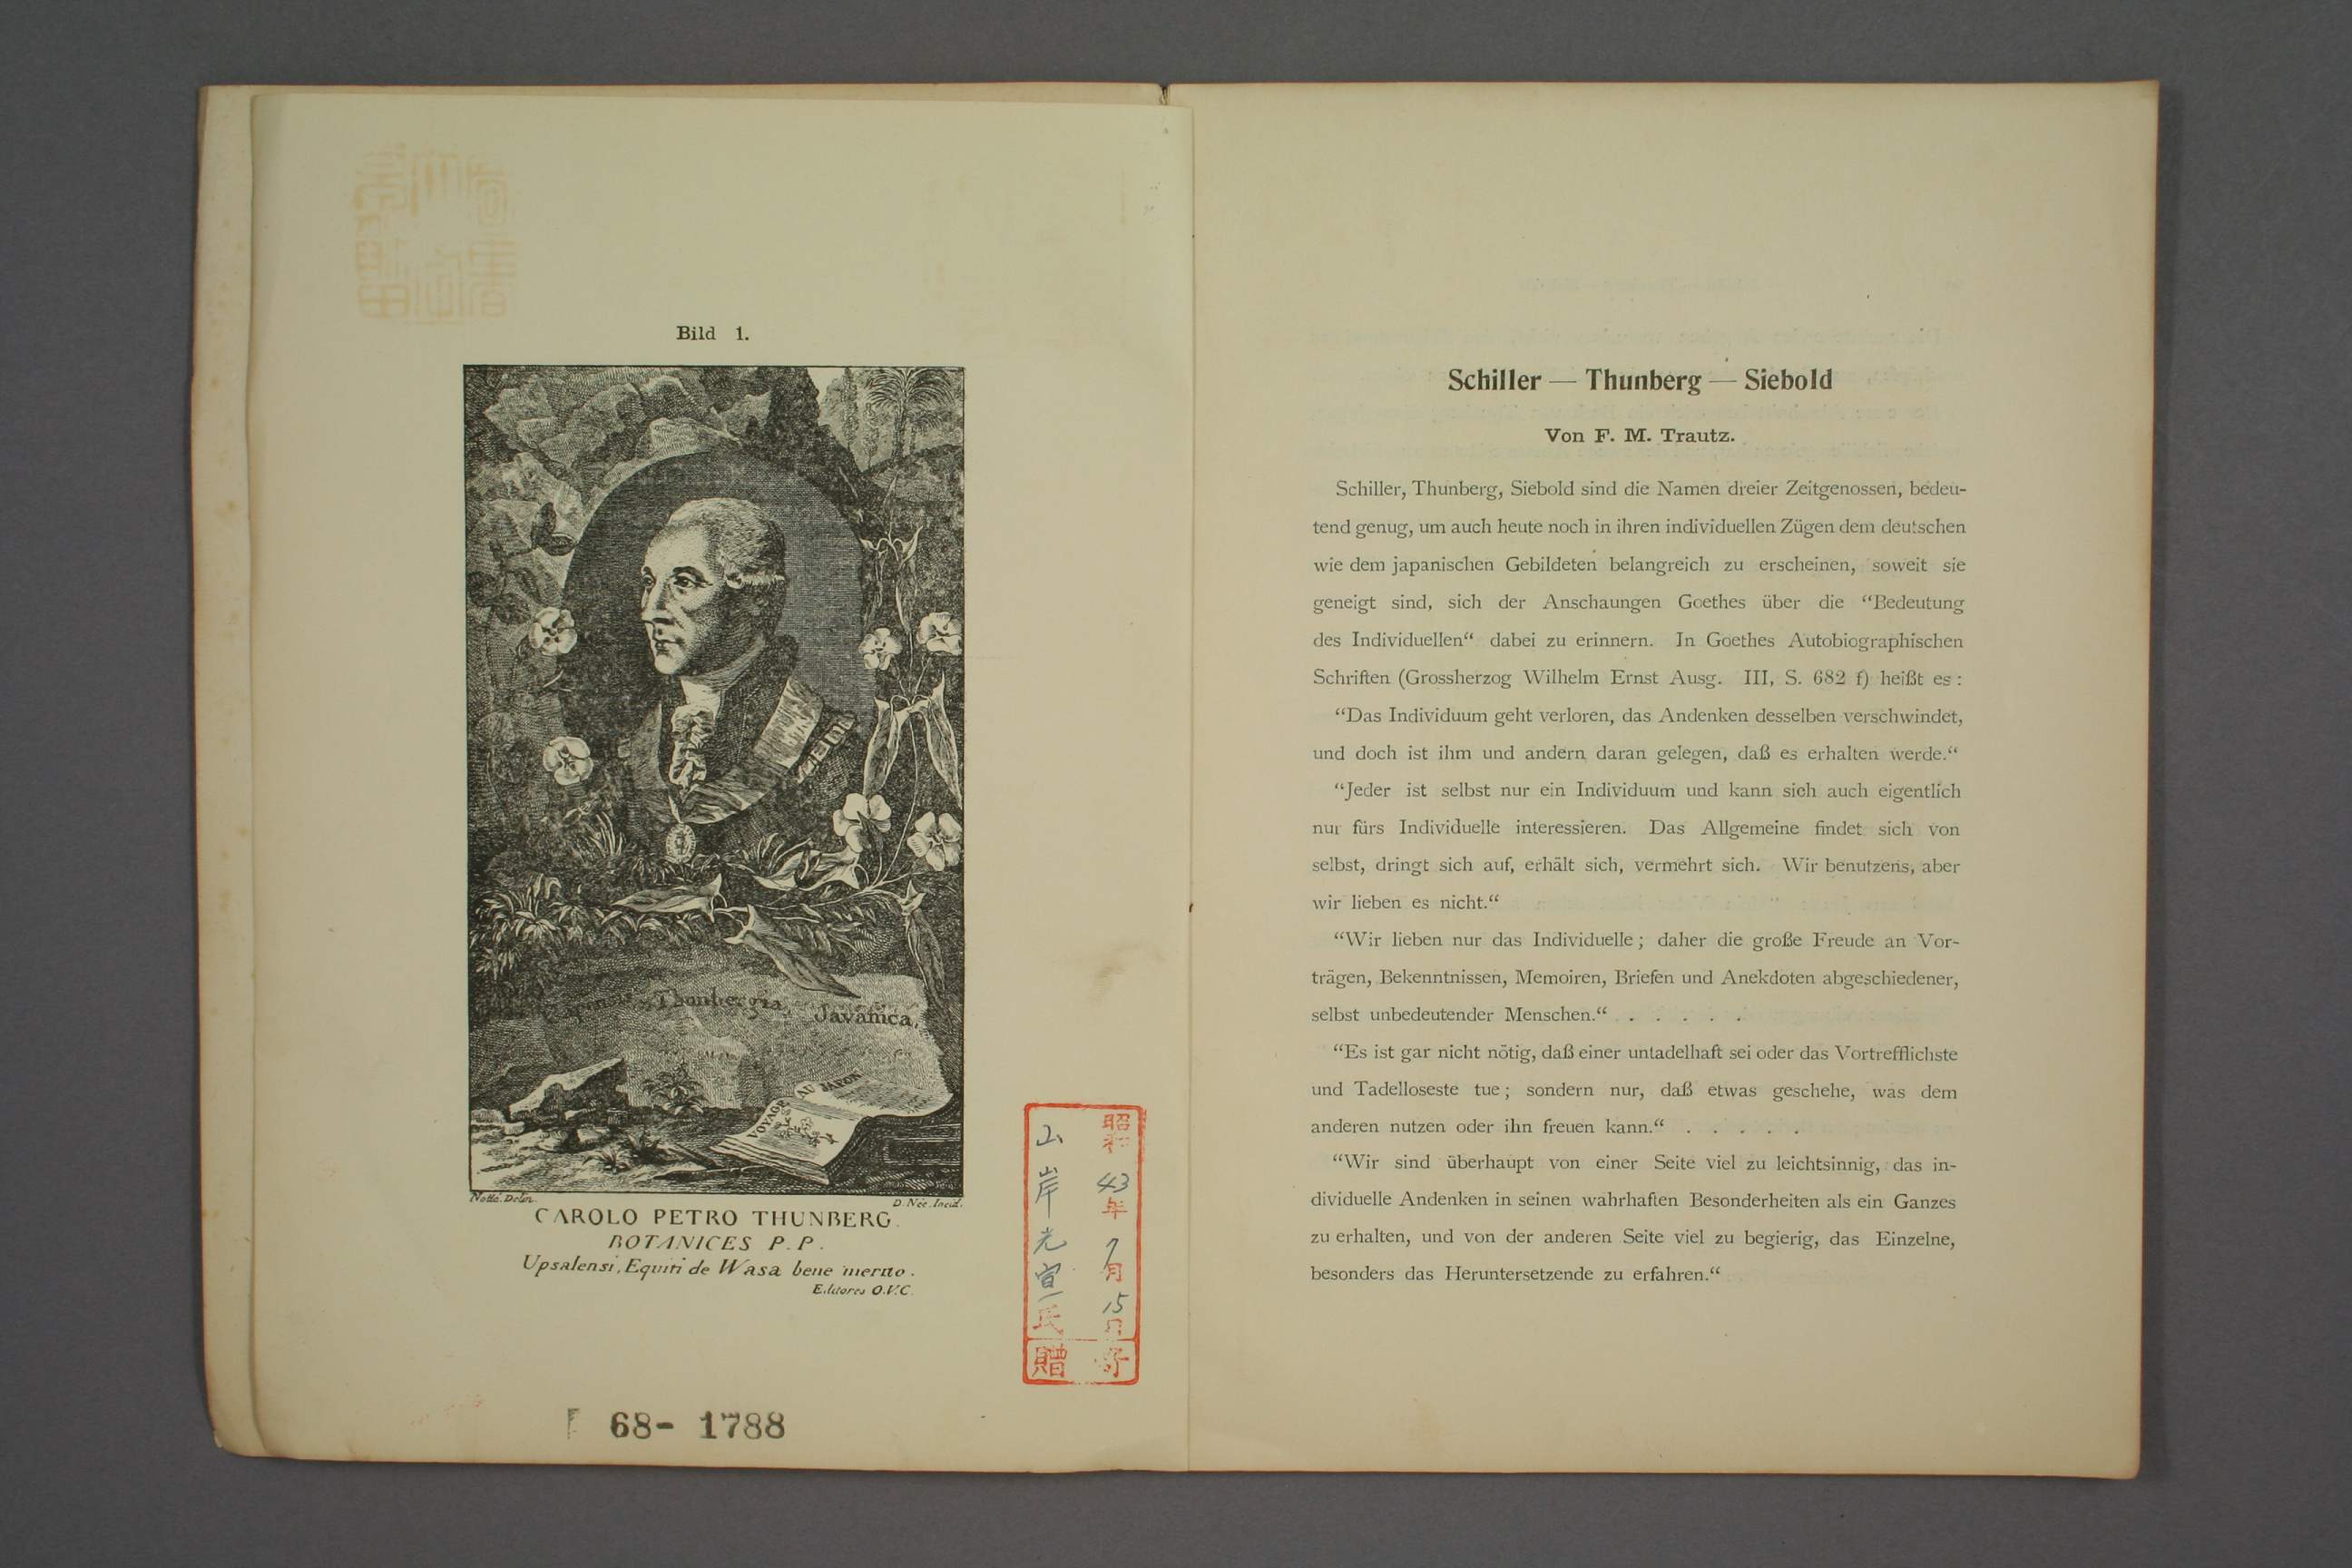 Bild 1.
Thunbergia
Javanica.
VOYAGE AU JAPON
Notté. Delin.
D. Née. Incid.
CAROLO PETRO THUNBERG.
BOTANICES P. P.
Upsalensi, Equiti de Wasa bene merito.
Editores O.V.C.
昭和43年7月15日寄
山岸光宣氏贈
68- 1788
Schiller — Thunberg — Siebold
Von F. M. Trautz.
Schiller, Thunberg, Siebold sind die Namen dreier Zeitgenossen, bedeu-
tend genug, um auch heute noch in ihren individuellen Zügen dem deutschen
wie dem japanischen Gebildeten belangreich zu erscheinen, soweit sie
geneigt sind, sich der Anschaungen Goethes über die “Bedeutung
des Individuellen“ dabei zu erinnern. In Goethes Autobiographischen
Schriften (Grossherzog Wilhelm Ernst Ausg. III, S. 682 f) heißt es :
“Das Individuum geht verloren, das Andenken desselben verschwindet,
und doch ist ihm und andern daran gelegen, daß es erhalten werde.“
“Jeder ist selbst nur ein Individuum und kann sich auch eigentlich
nur fürs Individuelle interessieren. Das Allgemeine findet sich von
selbst, dringt sich auf, erhält sich, vermehrt sich. Wir benutzens, aber
wir lieben es nicht.“
“Wir lieben nur das Individuelle ; daher die große Freude an Vor-
trägen, Bekenntnissen, Memoiren, Briefen und Anekdoten abgeschiedener,
selbst unbedeutender Menschen.“ . . . . .
“Es ist gar nicht nötig, daß einer untadelhaft sei oder das Vortrefflichste
und Tadelloseste tue ; sondern nur, daß etwas geschehe, was dem
anderen nutzen oder ihn freuen kann.“ . . . . .
“Wir sind überhaupt von einer Seite viel zu leichtsinnig, das in-
dividuelle Andenken in seinen wahrhaften Besonderheiten als ein Ganzes
zu erhalten, und von der anderen Seite viel zu begierig, das Einzelne,
besonders das Heruntersetzende zu erfahren.“